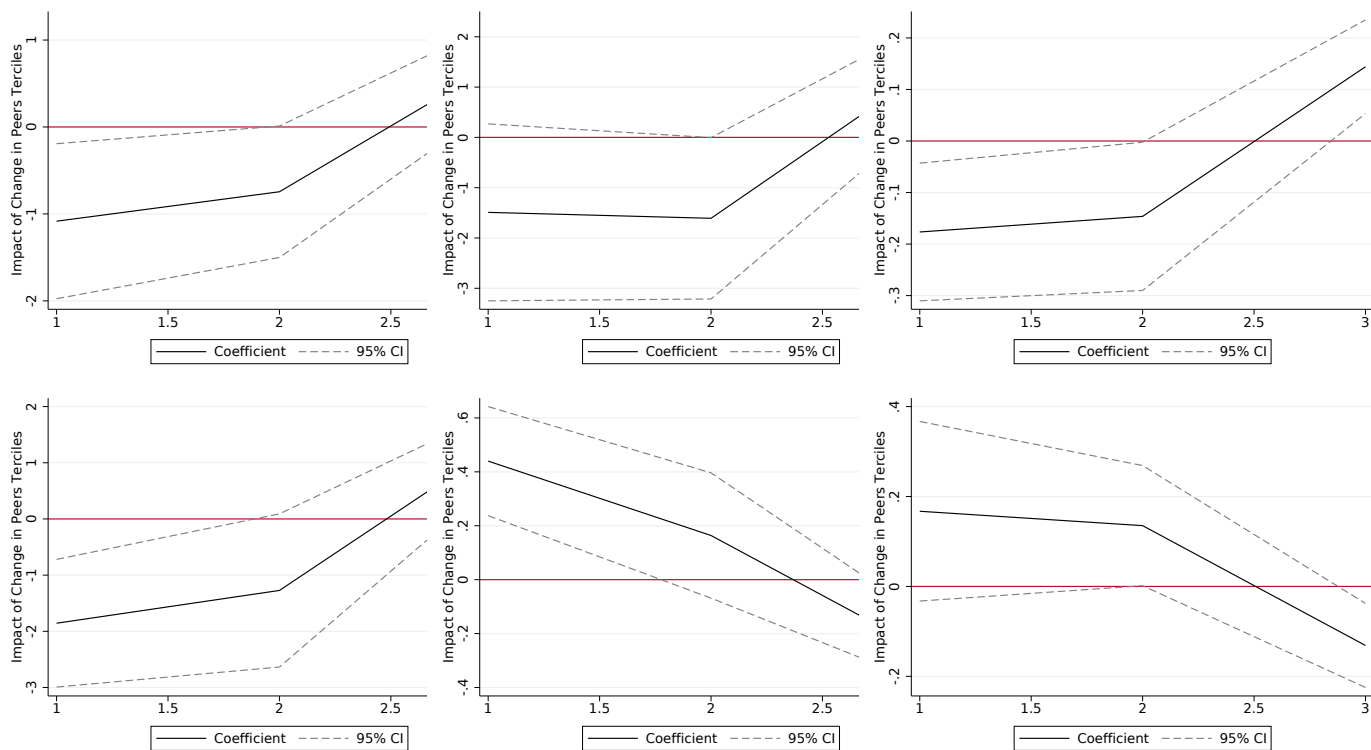 Impact of Change in Peers Terciles
1
0
-1
-2
1 1.5 2 2.5
Coefficient 95% CI
Impact of Change in Peers Terciles
2
1
0
-1
-2
-3
1 1.5 2 2.5
Coefficient 95% CI
Impact of Change in Peers Terciles
.2
.1
0
-.1
-.2
-.3
1 1.5 2 2.5 3
Coefficient 95% CI
Impact of Change in Peers Terciles
2
1
0
-1
-2
-3
1 1.5 2 2.5
Coefficient 95% CI
Impact of Change in Peers Terciles
.6
.4
.2
0
-.2
-.4
1 1.5 2 2.5
Coefficient 95% CI
Impact of Change in Peers Terciles
.4
.2
0
-.2
1 1.5 2 2.5 3
Coefficient 95% CI